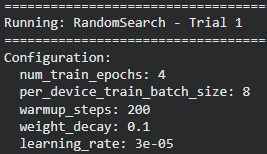 =====================================
Running: RandomSearch - Trial 1
=====================================
Configuration:
  num_train_epochs: 4
  per_device_train_batch_size: 8
  warmup_steps: 200
  weight_decay: 0.1
  learning_rate: 3e-05